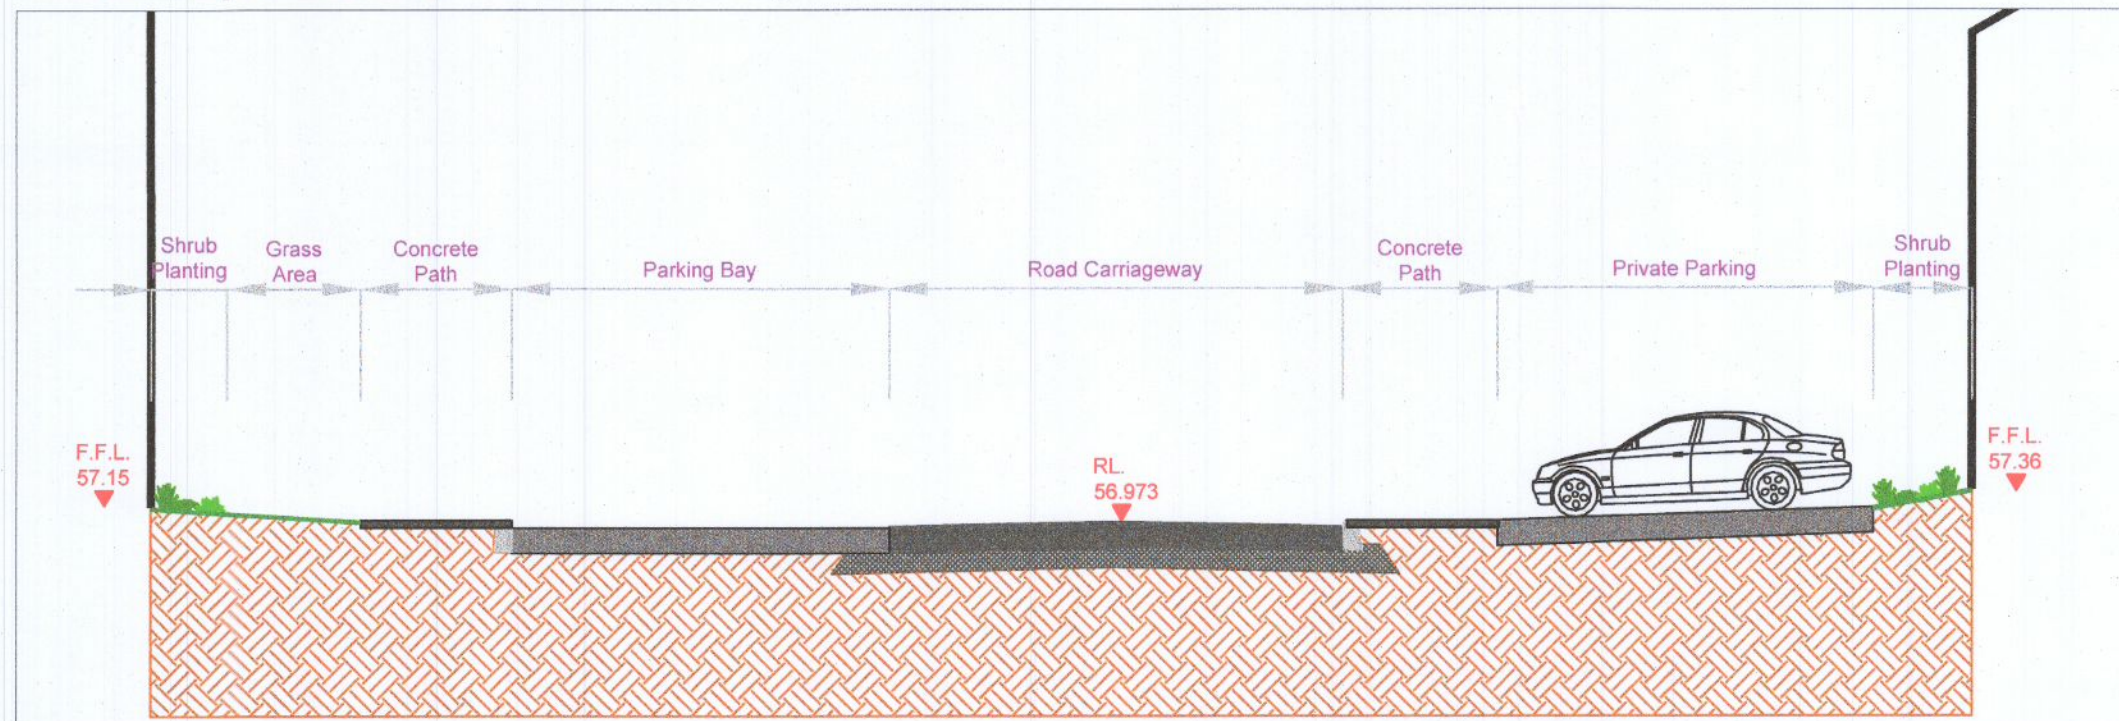 Shrub
Planting
Grass
Area
Concrete
Path
Parking Bay
Road Carriageway
Concrete
Path
Private Parking
Shrub
Planting
F.F.L.
57.15
RL.
56.973
F.F.L.
57.36